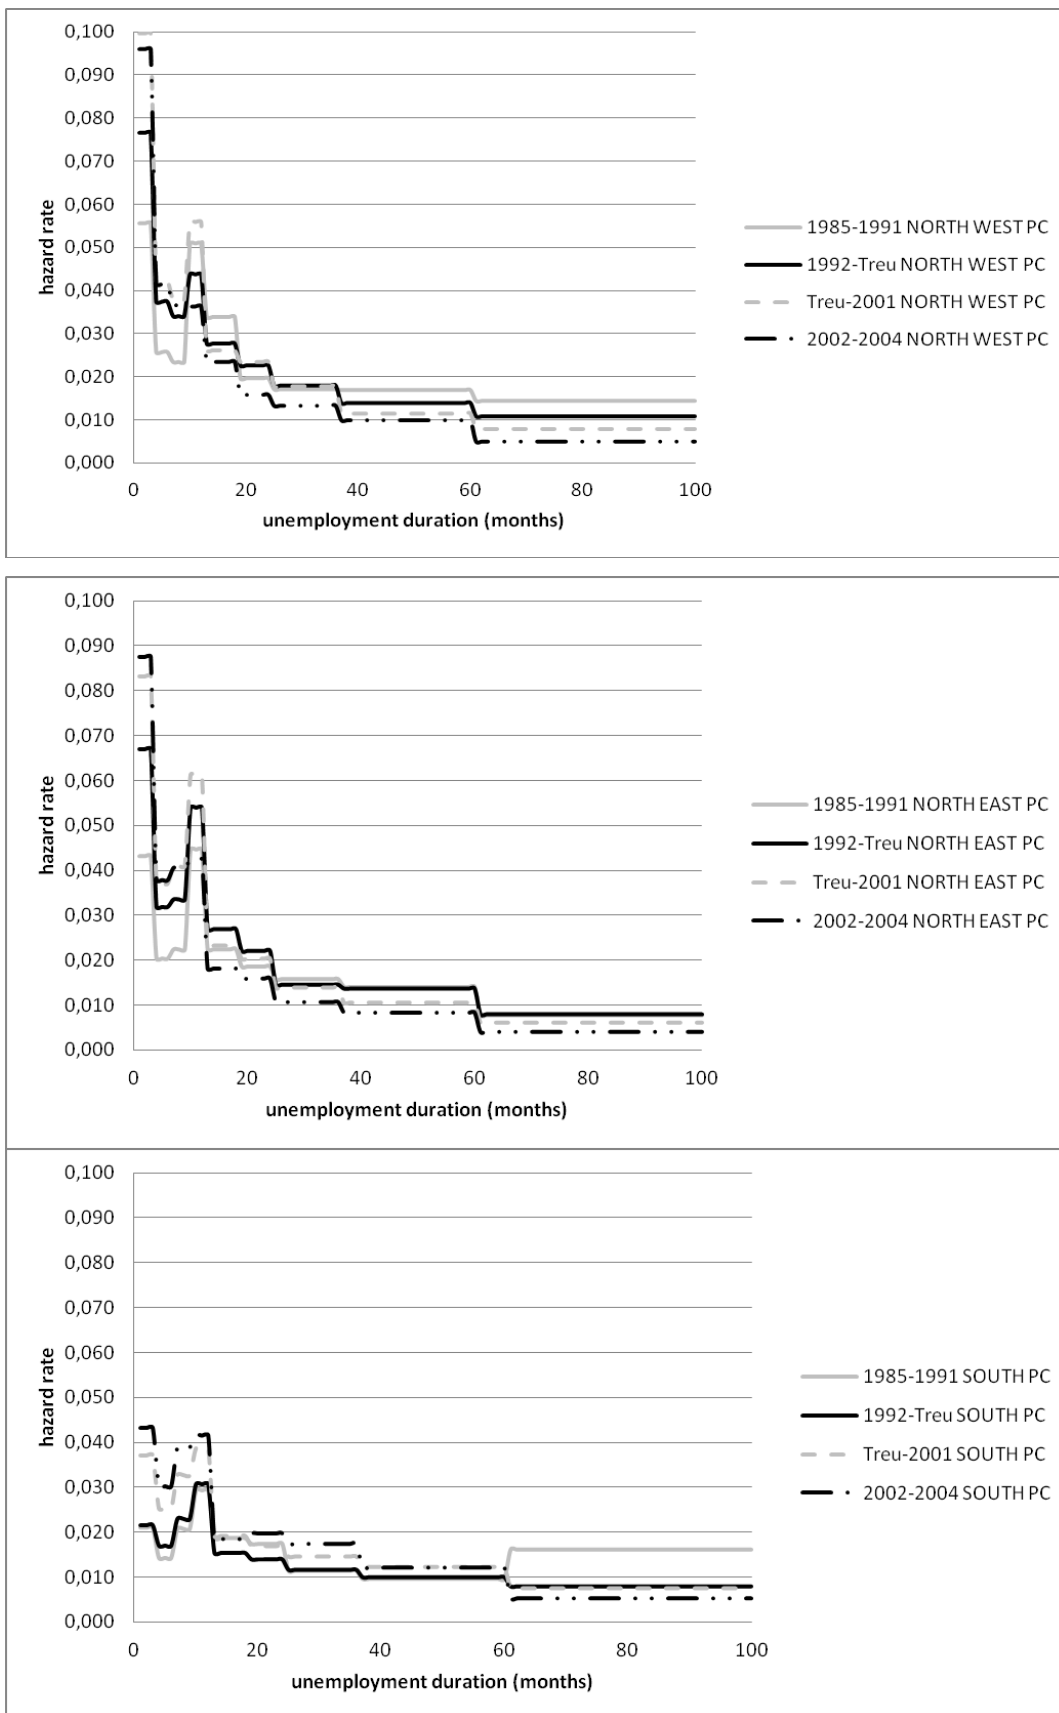 0,100
0,090
0,080
0,070
0,060
0,050
0,040
0,030
0,020
0,010
0,000
hazard rate
0 20 40 60 80 100
unemployment duration (months)
1985-1991 NORTH WEST PC
1992-Treu NORTH WEST PC
Treu-2001 NORTH WEST PC
2002-2004 NORTH WEST PC
0,100
0,090
0,080
0,070
0,060
0,050
0,040
0,030
0,020
0,010
0,000
hazard rate
0 20 40 60 80 100
unemployment duration (months)
1985-1991 NORTH EAST PC
1992-Treu NORTH EAST PC
Treu-2001 NORTH EAST PC
2002-2004 NORTH EAST PC
0,100
0,090
0,080
0,070
0,060
0,050
0,040
0,030
0,020
0,010
0,000
hazard rate
0 20 40 60 80 100
unemployment duration (months)
1985-1991 SOUTH PC
1992-Treu SOUTH PC
Treu-2001 SOUTH PC
2002-2004 SOUTH PC